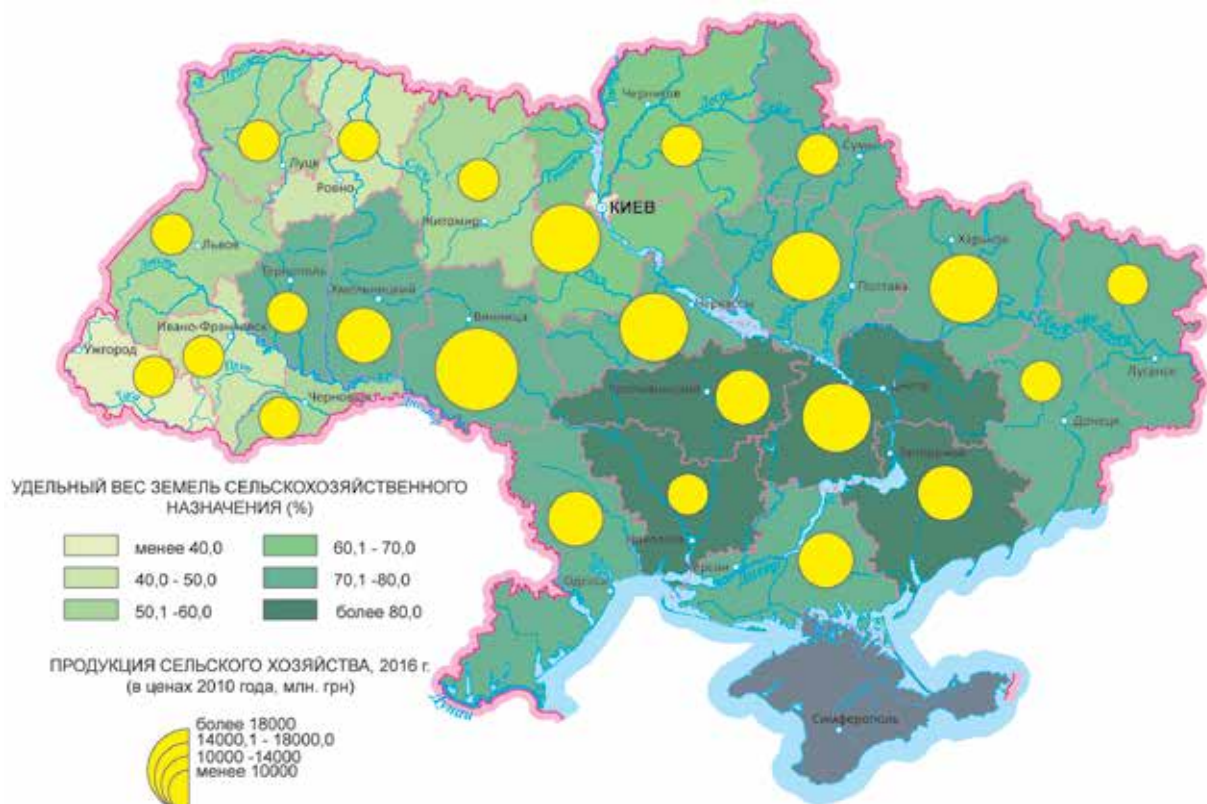 Чернигов
Десна
Сейм
Сумы
Луцк
Ровно
КИЕВ
Житомир
Львов
Харьков
Тернополь
Хмельницкий
Черкассы
Полтава
Винница
Ивано-Франковск
Ужгород
Луганск
Черновцы
Днепр
Донецк
Запорожье
Херсон
Одесса
Дунай
Симферополь
УДЕЛЬНЫЙ ВЕС ЗЕМЕЛЬ СЕЛЬСКОХОЗЯЙСТВЕННОГО
НАЗНАЧЕНИЯ (%)
менее 40,0
40,0 - 50,0
50,1 -60,0
60,1 - 70,0
70,1 -80,0
более 80,0
ПРОДУКЦИЯ СЕЛЬСКОГО ХОЗЯЙСТВА, 2016 г.
(в ценах 2010 года, млн. грн)
более 18000
14000,1 - 18000,0
10000 -14000
менее 10000